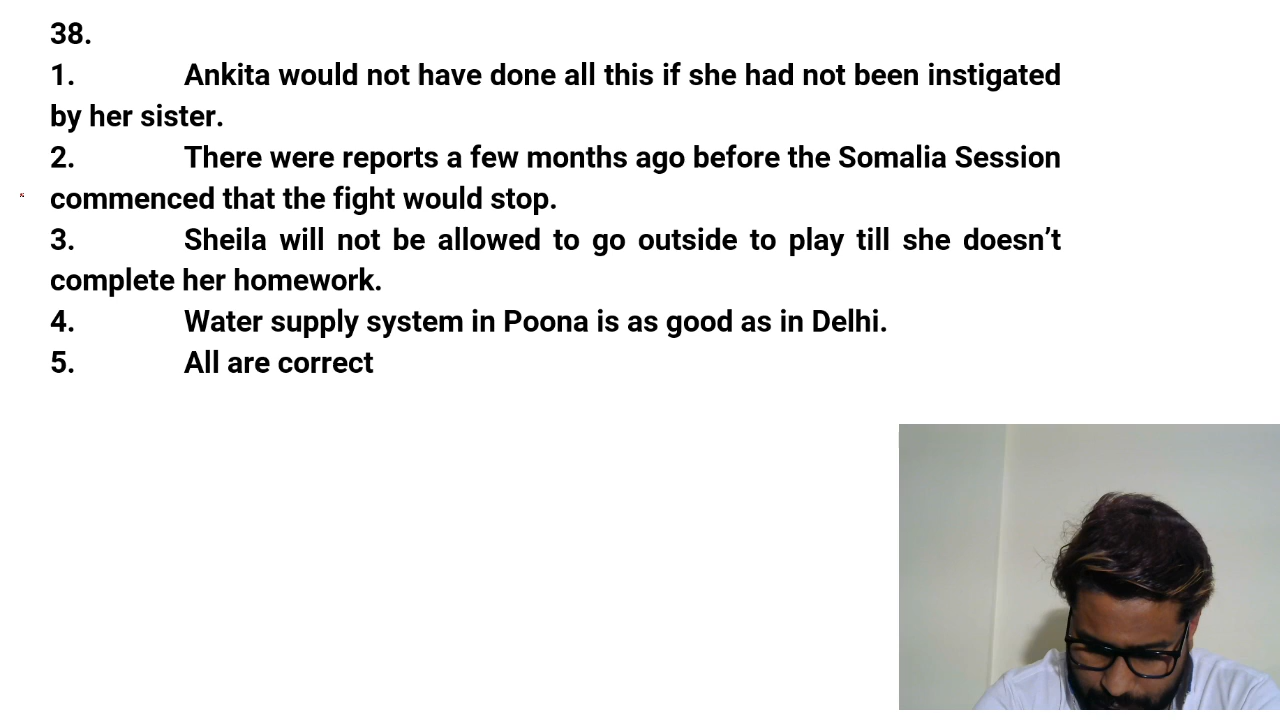 38.
1. Ankita would not have done all this if she had not been instigated
by her sister.
2. There were reports a few months ago before the Somalia Session
commenced that the fight would stop.
3. Sheila will not be allowed to go outside to play till she doesn’t
complete her homework.
4. Water supply system in Poona is as good as in Delhi.
5. All are correct